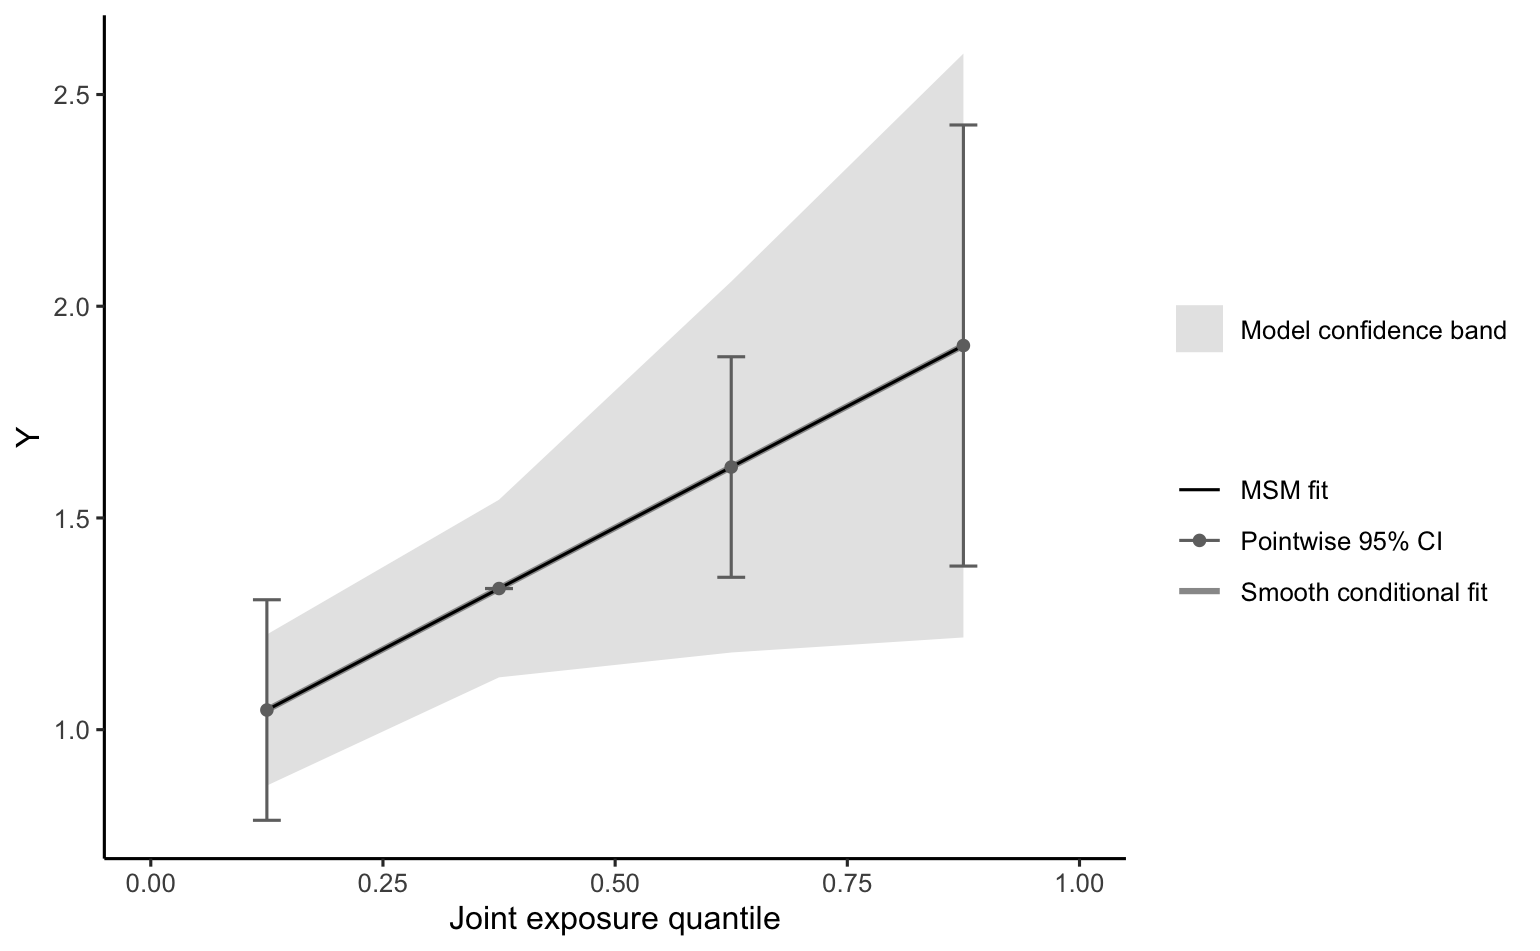 2.5
2.0
1.5
1.0
Y
0.00 0.25 0.50 0.75 1.00
Joint exposure quantile
Model confidence band
MSM fit
Pointwise 95% CI
Smooth conditional fit